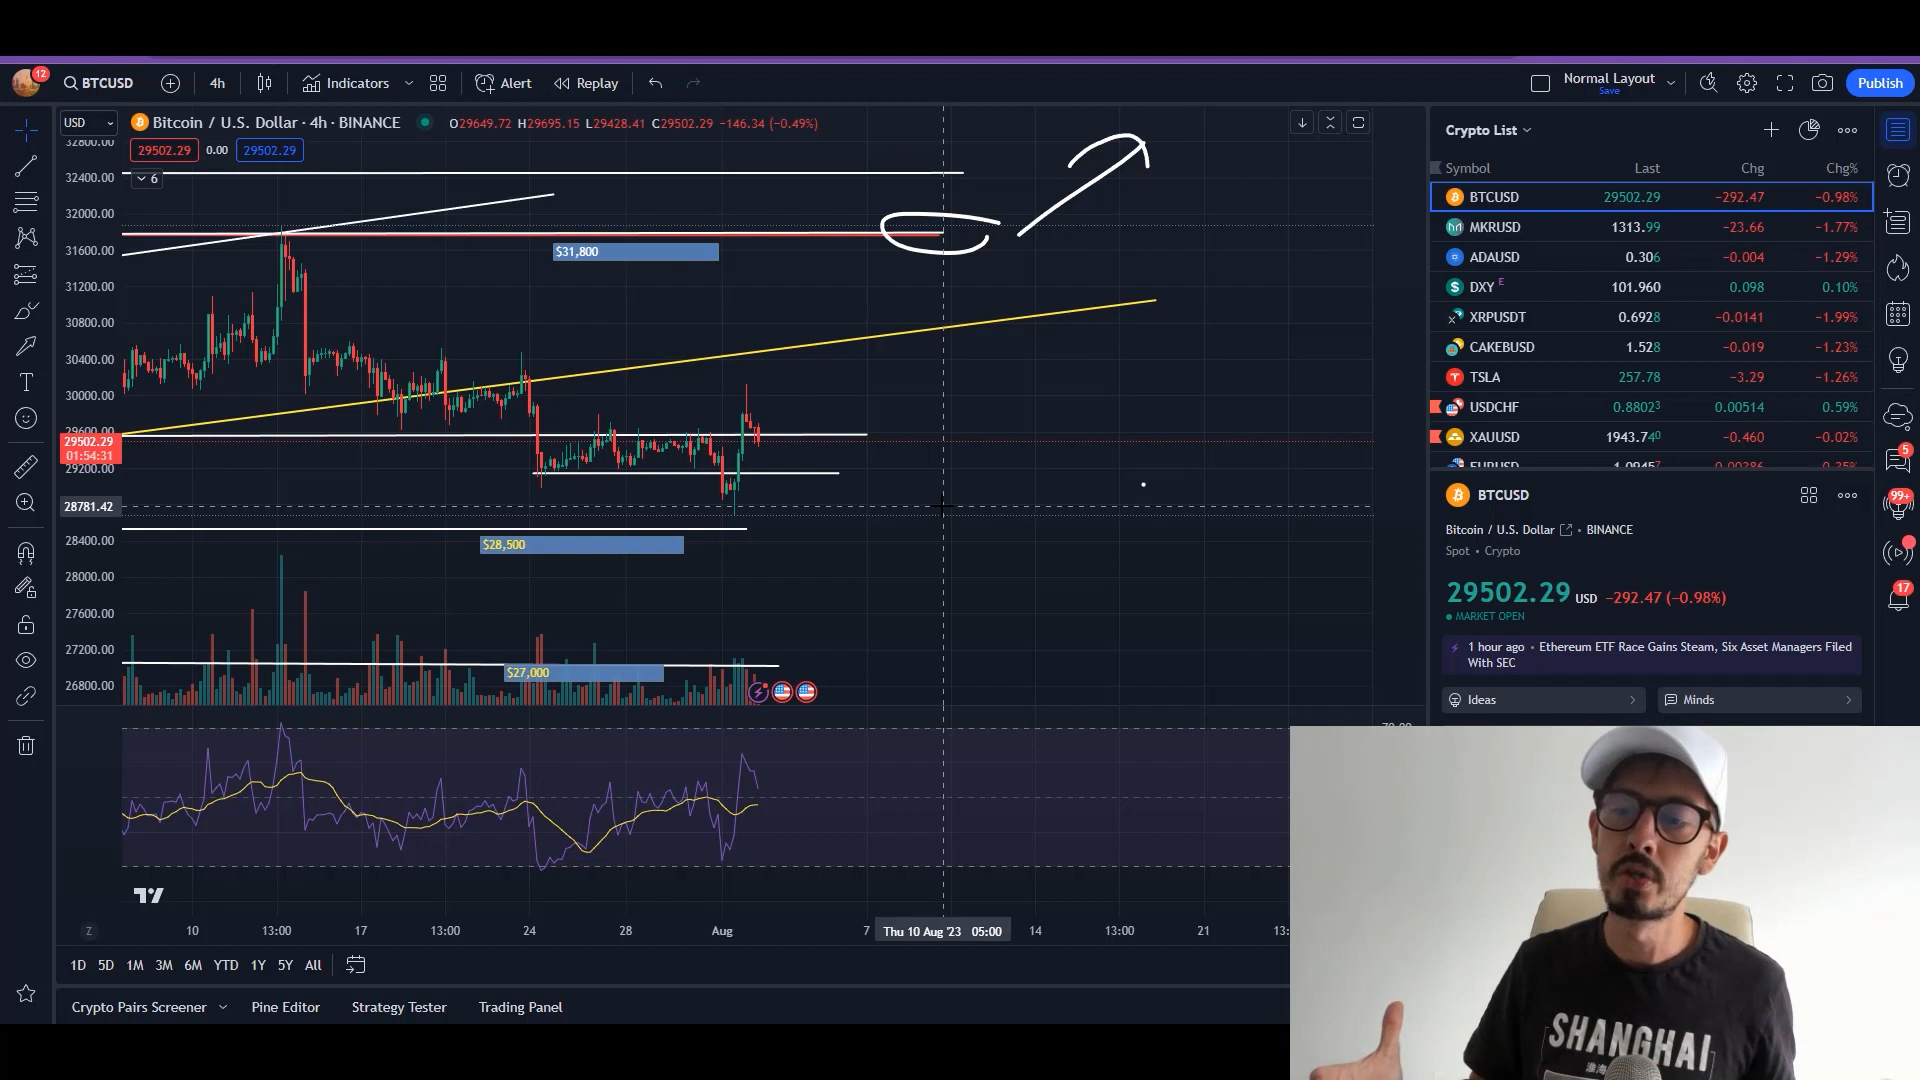 12
BTCUSD
4h
Indicators
Alert
Replay
Normal Layout
Save
Publish
USD
Bitcoin / U.S. Dollar · 4h · BINANCE
O29649.72 H29695.15 L29428.41 C29502.29 −146.34 (−0.49%)
29502.29 0.00 29502.29
6
32800.00
32400.00
32000.00
31600.00
31200.00
30800.00
30400.00
30000.00
29600.00
29502.29
01:54:31
29200.00
28781.42
28400.00
28000.00
27600.00
27200.00
26800.00
$31,800
$28,500
$27,000
Z
10 13:00 17 13:00 24 28 Aug 7 Thu 10 Aug '23 05:00 14 13:00 21
1D 5D 1M 3M 6M YTD 1Y 5Y All
Crypto Pairs Screener Pine Editor Strategy Tester Trading Panel
Crypto List
Symbol Last Chg Chg%
BTCUSD 29502.29 −292.47 −0.98%
MKRUSD 1313.99 −23.66 −1.77%
ADAUSD 0.306 −0.004 −1.29%
DXY E 101.960 0.098 0.10%
XRPUSDT 0.6928 −0.0141 −1.99%
CAKEBUSD 1.528 −0.019 −1.23%
TSLA 257.78 −3.29 −1.26%
USDCHF 0.88023 0.00514 0.59%
XAUUSD 1943.740 −0.460 −0.02%
BTCUSD
Bitcoin / U.S. Dollar · BINANCE
Spot · Crypto
29502.29 USD −292.47 (−0.98%)
MARKET OPEN
1 hour ago · Ethereum ETF Race Gains Steam, Six Asset Managers Filed
With SEC
Ideas
Minds
5
99+
17
SHANGHAI